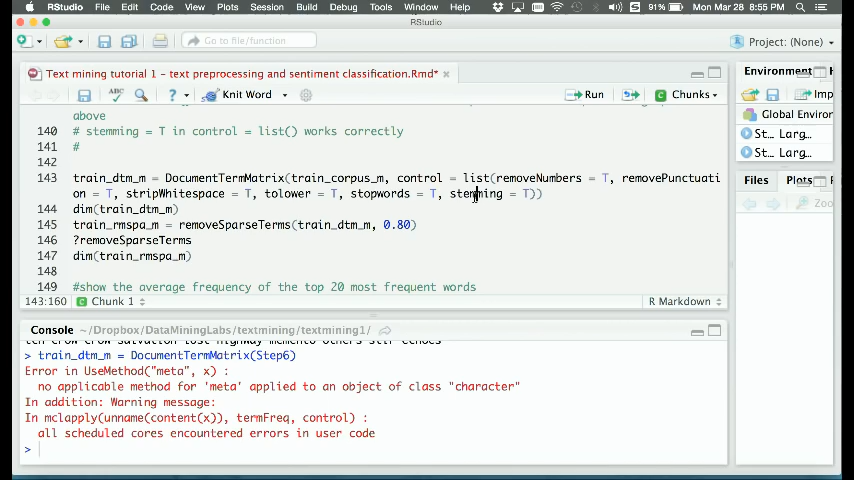 RStudio File Edit Code View Plots Session Build Debug Tools Window Help 91% Mon Mar 28 8:55 PM
RStudio
Go to file/function Project: (None)
Text mining tutorial 1 - text preprocessing and sentiment classification.Rmd*
ABC Knit Word Run Chunks
above
140 # stemming = T in control = list() works correctly
141 #
142
143 train_dtm_m = DocumentTermMatrix(train_corpus_m, control = list(removeNumbers = T, removePunctuati
on = T, stripWhitespace = T, tolower = T, stopwords = T, stemming = T))
144 dim(train_dtm_m)
145 train_rmspa_m = removeSparseTerms(train_dtm_m, 0.80)
146 ?removeSparseTerms
147 dim(train_rmspa_m)
148
149 #show the average frequency of the top 20 most frequent words
143:160 Chunk 1 R Markdown
Console ~/Dropbox/DataMiningLabs/textmining/textmining1/
> train_dtm_m = DocumentTermMatrix(Step6)
Error in UseMethod("meta", x) :
no applicable method for 'meta' applied to an object of class "character"
In addition: Warning message:
In mclapply(unname(content(x)), termFreq, control) :
all scheduled cores encountered errors in user code
>
Environment
Imp
Global Enviro
St... Larg...
St... Larg...
Files Plots
Zoo